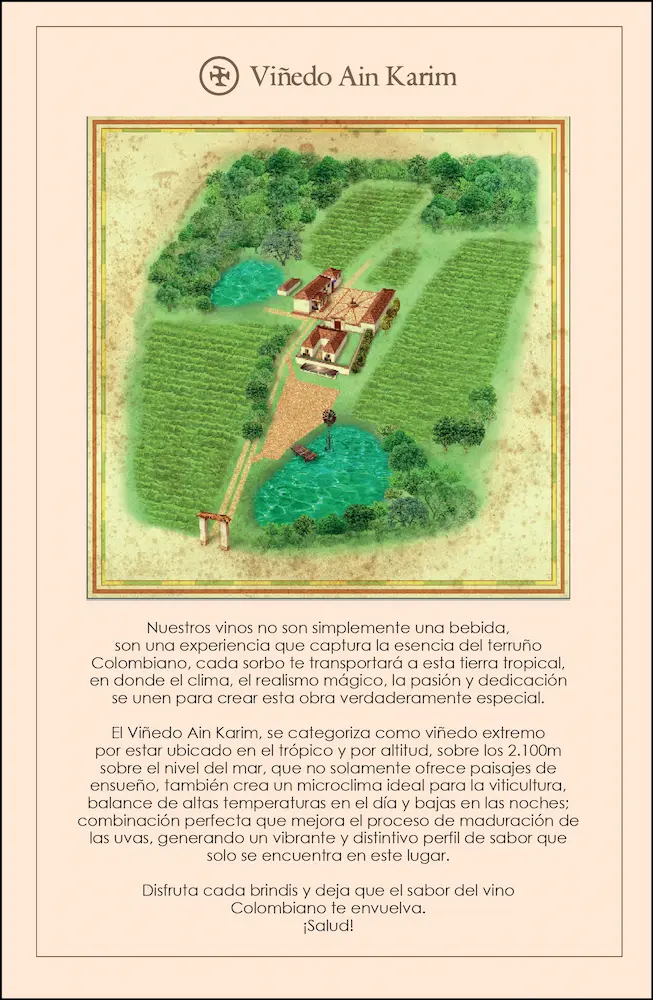 Viñedo Ain Karim
Nuestros vinos no son simplemente una bebida,
son una experiencia que captura la esencia del terruño
Colombiano, cada sorbo te transportará a esta tierra tropical,
en donde el clima, el realismo mágico, la pasión y dedicación
se unen para crear esta obra verdaderamente especial.
El Viñedo Ain Karim, se categoriza como viñedo extremo
por estar ubicado en el trópico y por altitud, sobre los 2.100m
sobre el nivel del mar, que no solamente ofrece paisajes de
ensueño, también crea un microclima ideal para la viticultura,
balance de altas temperaturas en el día y bajas en las noches;
combinación perfecta que mejora el proceso de maduración de
las uvas, generando un vibrante y distintivo perfil de sabor que
solo se encuentra en este lugar.
Disfruta cada brindis y deja que el sabor del vino
Colombiano te envuelva.
¡Salud!